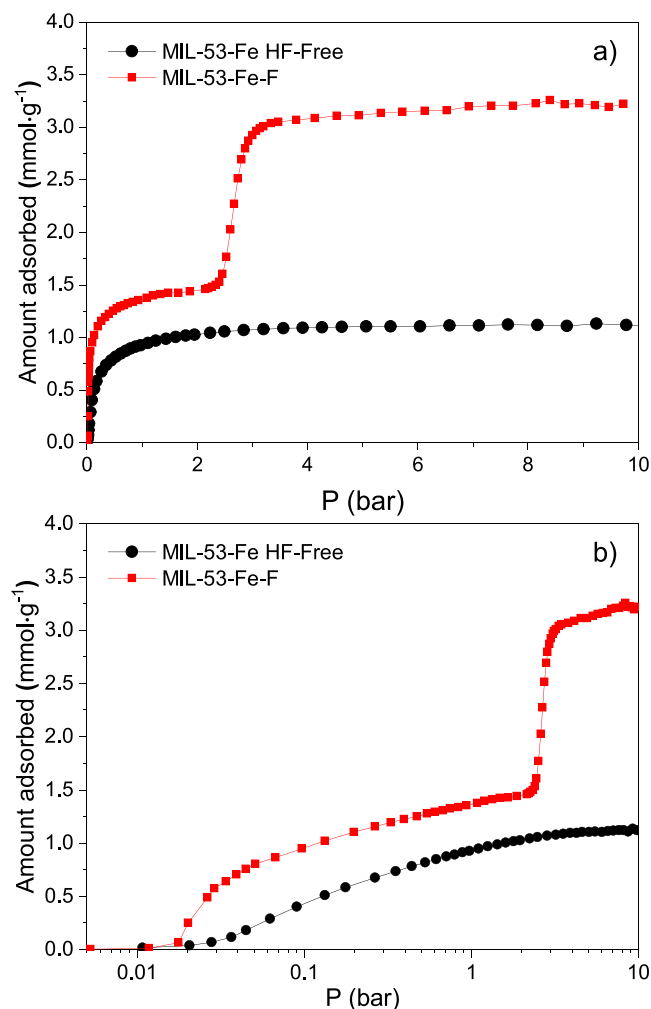 4.0
3.5
3.0
2.5
2.0
1.5
1.0
0.5
0.0
Amount adsorbed (mmol·g⁻¹)
MIL-53-Fe HF-Free
MIL-53-Fe-F
a)
0 2 4 6 8 10
P (bar)
4.0
3.5
3.0
2.5
2.0
1.5
1.0
0.5
0.0
Amount adsorbed (mmol·g⁻¹)
MIL-53-Fe HF-Free
MIL-53-Fe-F
b)
0.01 0.1 1 10
P (bar)